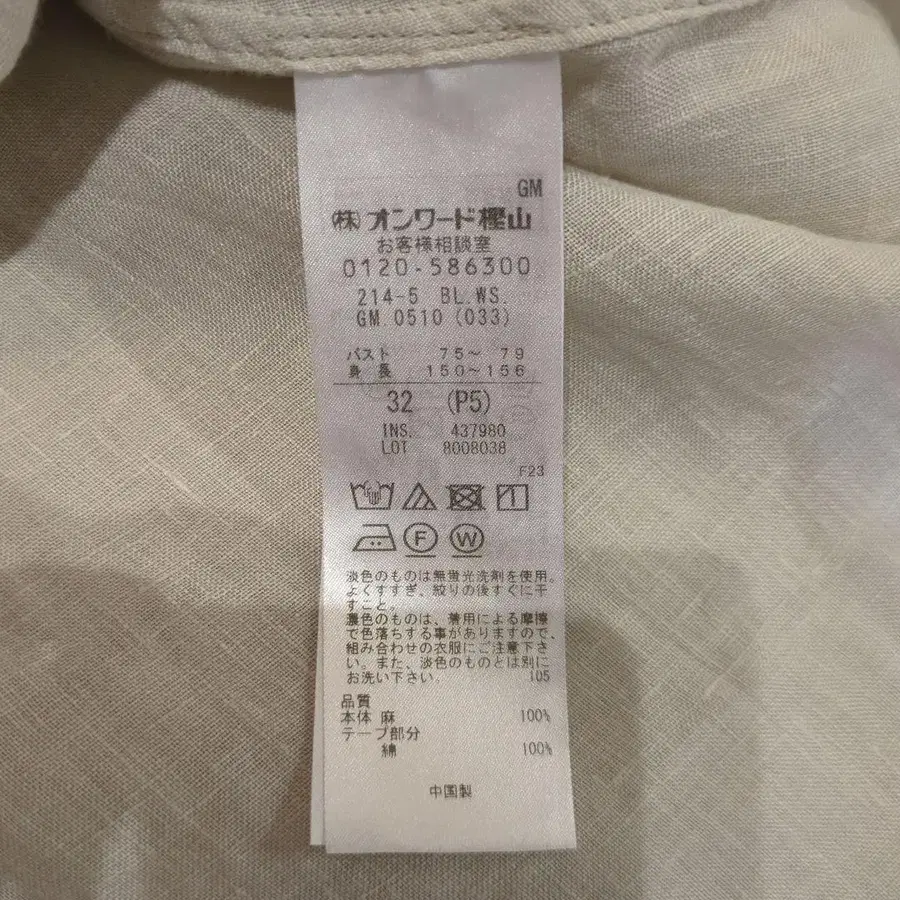 GM
㈱オンワード樫山
お客様相談室
0120-586300
214-5 BL.WS.
GM.0510 (033)
バスト 75～ 79
身 長 150～156
32 (P5)
INS. 437980
LOT 8008038
F23
F W
淡色のものは無蛍光洗剤を使用。
よくすすぎ、絞りの後すぐに干
すこと。
濃色のものは、着用による摩擦
で色落ちする事がありますので、
組み合わせの衣服にご注意下さ
い。また、淡色のものとは別に
お洗い下さい。 105
品質
本体 麻 100%
テープ部分
綿 100%
中国製